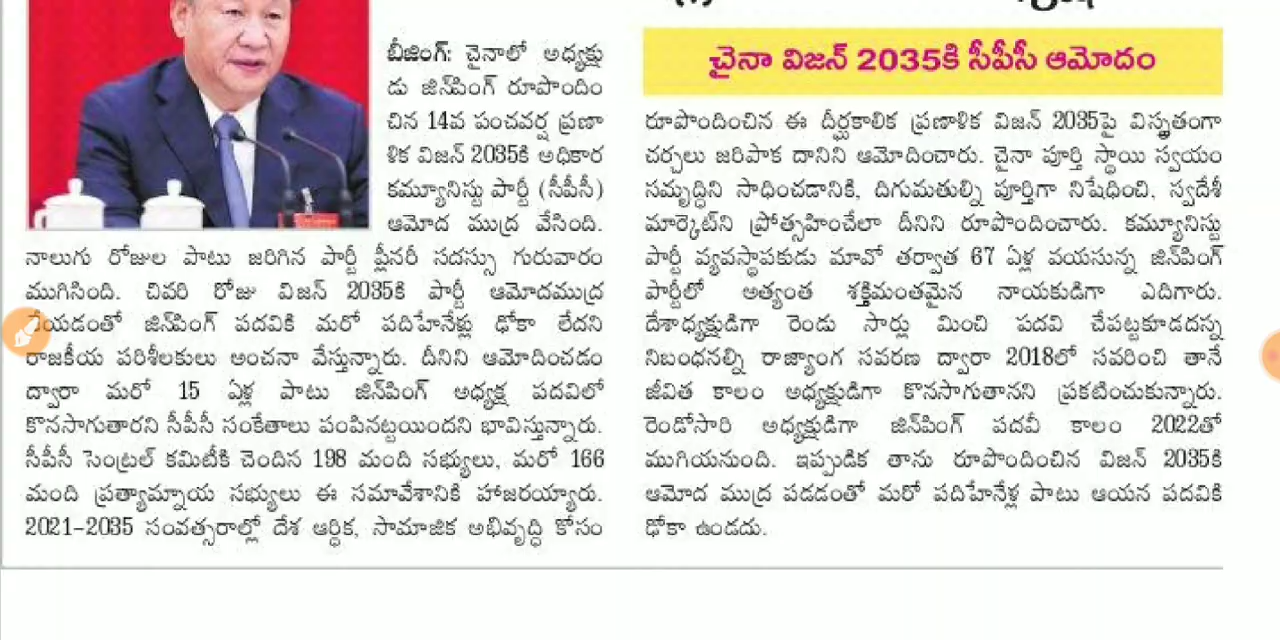 బీజింగ్: చైనాలో అధ్యక్షు
డు జిన్‌పింగ్ రూపొందిం
చిన 14వ పంచవర్ష ప్రణా
ళిక విజన్ 2035కి అధికార
కమ్యూనిస్టు పార్టీ (సీపీసీ)
ఆమోద ముద్ర వేసింది.
నాలుగు రోజుల పాటు జరిగిన పార్టీ ప్లీనరీ సదస్సు గురువారం
ముగిసింది. చివరి రోజు విజన్ 2035కి పార్టీ ఆమోదముద్ర
వేయడంతో జిన్‌పింగ్ పదవికి మరో పదిహేనేళ్లు ఢోకా లేదని
రాజకీయ పరిశీలకులు అంచనా వేస్తున్నారు. దీనిని ఆమోదించడం
ద్వారా మరో 15 ఏళ్ల పాటు జిన్‌పింగ్ అధ్యక్ష పదవిలో
కొనసాగుతారని సీపీసీ సంకేతాలు పంపినట్టయిందని భావిస్తున్నారు.
సీపీసీ సెంట్రల్ కమిటీకి చెందిన 198 మంది సభ్యులు, మరో 166
మంది ప్రత్యామ్నాయ సభ్యులు ఈ సమావేశానికి హాజరయ్యారు.
2021–2035 సంవత్సరాల్లో దేశ ఆర్థిక, సామాజిక అభివృద్ధి కోసం
చైనా విజన్ 2035కి సీపీసీ ఆమోదం
రూపొందించిన ఈ దీర్ఘకాలిక ప్రణాళిక విజన్ 2035పై విస్తృతంగా
చర్చలు జరిపాక దానిని ఆమోదించారు. చైనా పూర్తి స్థాయి స్వయం
సమృద్ధిని సాధించడానికి, దిగుమతుల్ని పూర్తిగా నిషేధించి, స్వదేశీ
మార్కెట్‌ని ప్రోత్సహించేలా దీనిని రూపొందించారు. కమ్యూనిస్టు
పార్టీ వ్యవస్థాపకుడు మావో తర్వాత 67 ఏళ్ల వయసున్న జిన్‌పింగ్
పార్టీలో అత్యంత శక్తిమంతమైన నాయకుడిగా ఎదిగారు.
దేశాధ్యక్షుడిగా రెండు సార్లు మించి పదవి చేపట్టకూడదన్న
నిబంధనల్ని రాజ్యాంగ సవరణ ద్వారా 2018లో సవరించి తానే
జీవిత కాలం అధ్యక్షుడిగా కొనసాగుతానని ప్రకటించుకున్నారు.
రెండోసారి అధ్యక్షుడిగా జిన్‌పింగ్ పదవీ కాలం 2022తో
ముగియనుంది. ఇప్పుడిక తాను రూపొందించిన విజన్ 2035కి
ఆమోద ముద్ర పడడంతో మరో పదిహేనేళ్ల పాటు ఆయన పదవికి
ఢోకా ఉండదు.